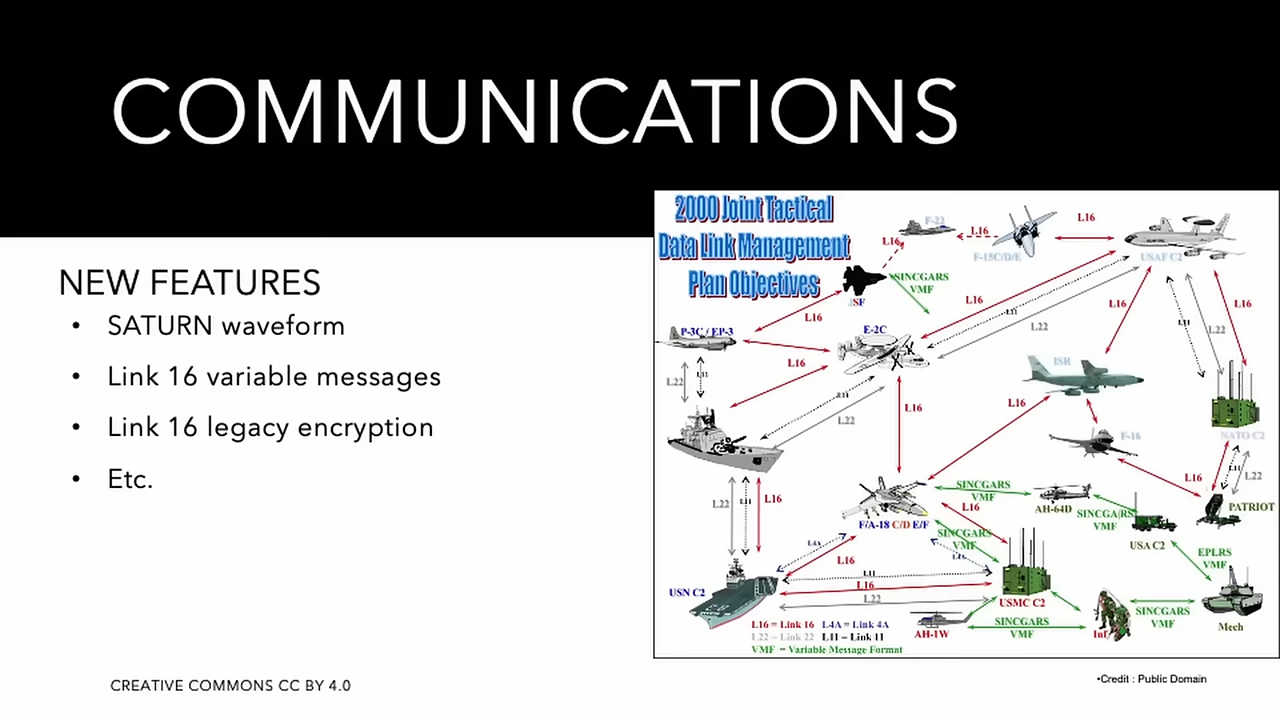 COMMUNICATIONS
NEW FEATURES
• SATURN waveform
• Link 16 variable messages
• Link 16 legacy encryption
• Etc.
CREATIVE COMMONS CC BY 4.0
2000 Joint Tactical
Data Link Management
Plan Objectives
F-22
L16
L16
L16
F-15C/D/E
USAF C2
JSF
SINCGARS
VMF
L16
L16
L11
L22
L16
L11
L22
L16
P-3C / EP-3
E-2C
L16
L22
L11
L11
L22
L16
ISR
L16
F-16
NATO C2
L16
L11
L22
L22
L11
L16
F/A-18 C/D E/F
SINCGARS
VMF
L16
AH-64D
SINCGARS
VMF
USA C2
PATRIOT
SINCGARS
VMF
L4A
L16
EPLRS
VMF
USN C2
L11
L16
L22
USMC C2
AH-1W
SINCGARS
VMF
Inf
SINCGARS
VMF
Mech
L16 = Link 16 L4A = Link 4A
L22 = Link 22 L11 = Link 11
VMF = Variable Message Format
•Credit : Public Domain